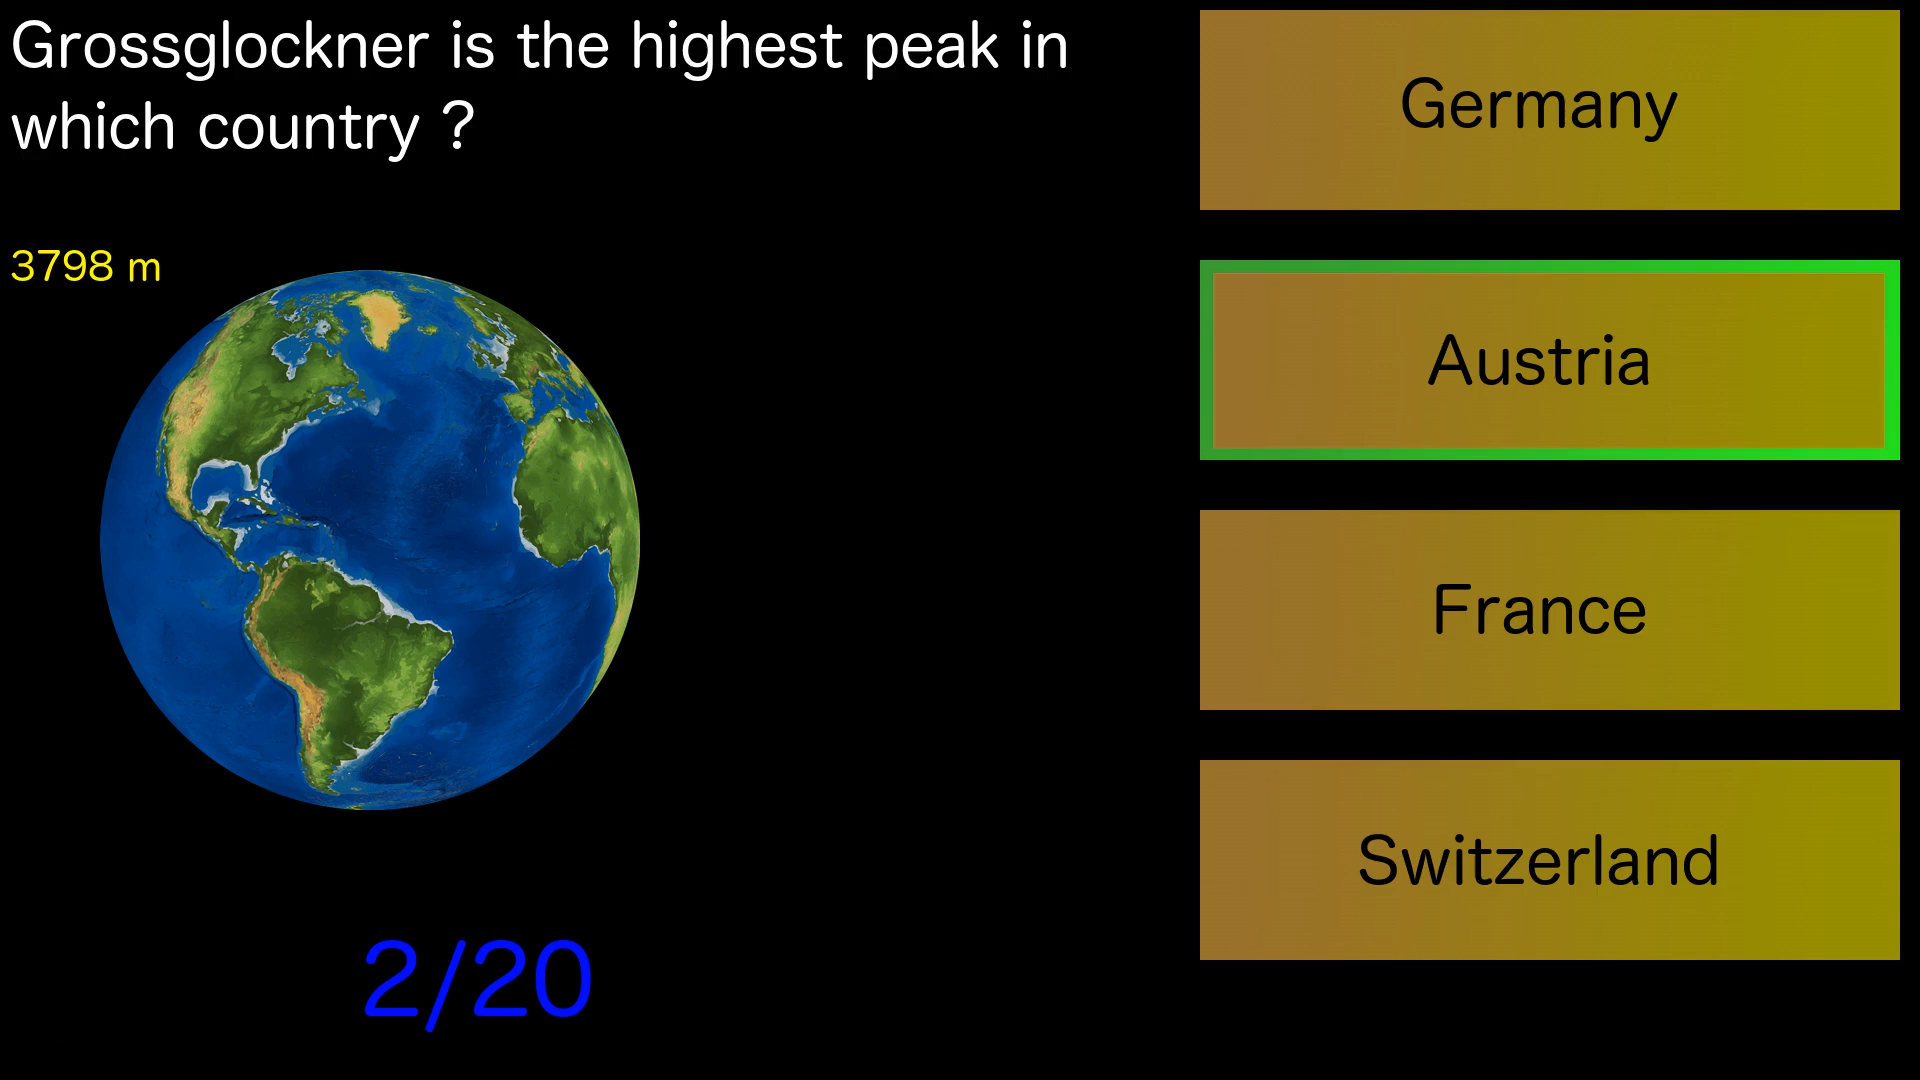 Grossglockner is the highest peak in
which country ?
3798 m
Germany
Austria
France
Switzerland
2/20